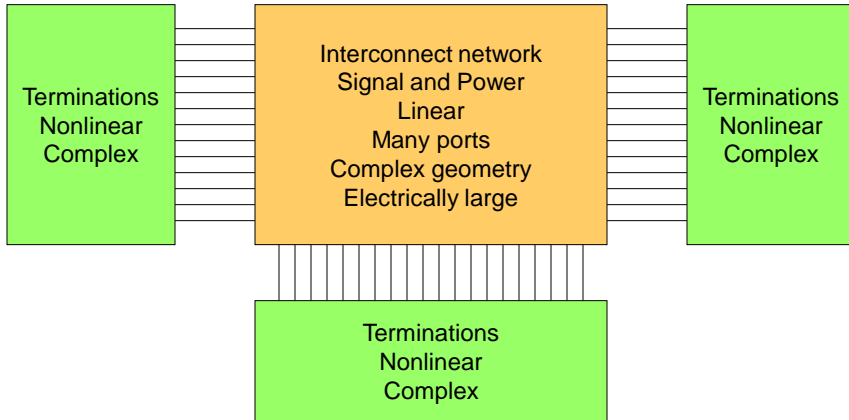 Terminations
Nonlinear
Complex
Interconnect network
Signal and Power
Linear
Many ports
Complex geometry
Electrically large
Terminations
Nonlinear
Complex
Terminations
Nonlinear
Complex